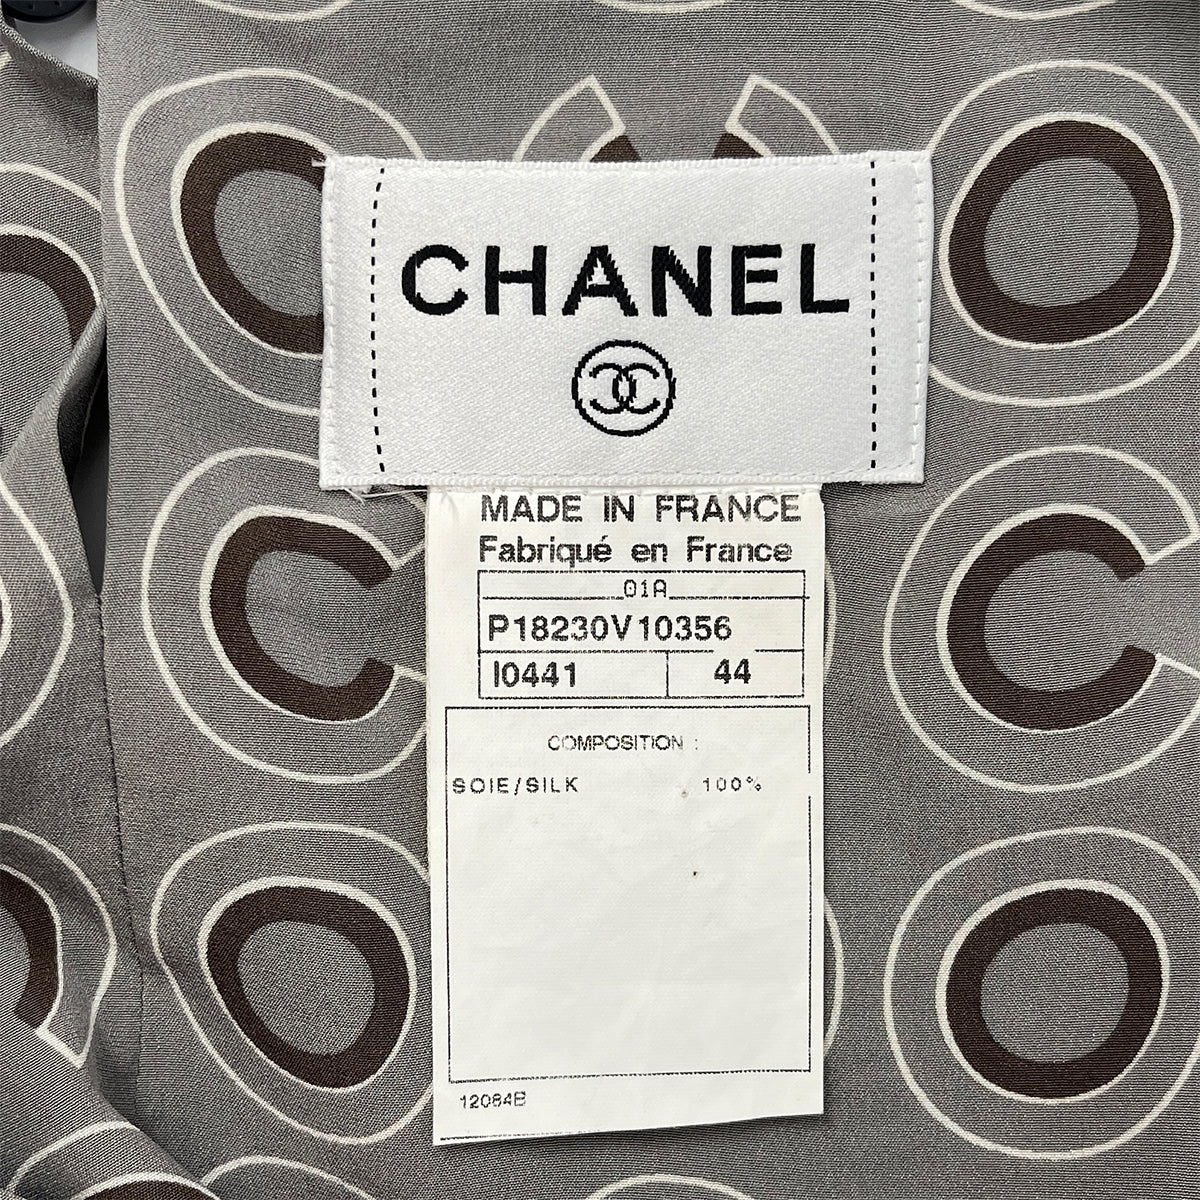 CHANEL
MADE IN FRANCE
Fabriqué en France
01A
P18230V10356
I0441 44
COMPOSITION :
SOIE/SILK 100%
12084B